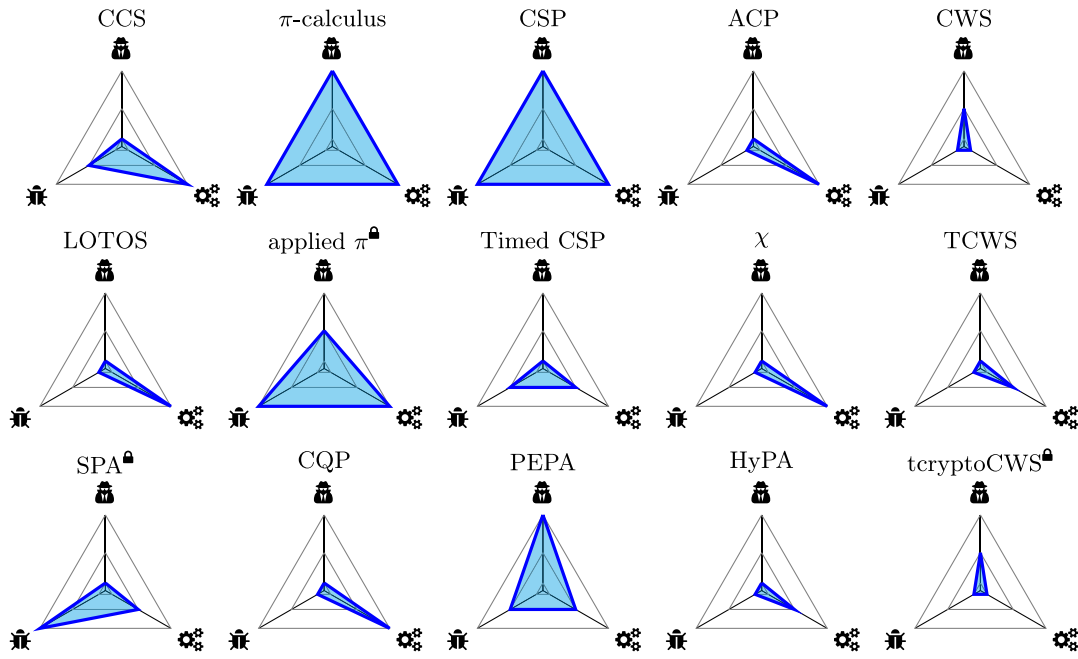 CCS
π-calculus
CSP
ACP
CWS
LOTOS
applied π
Timed CSP
χ
TCWS
SPA
CQP
PEPA
HyPA
tcryptoCWS